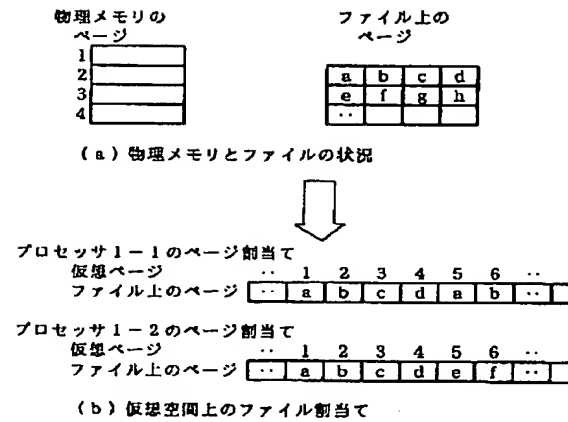 物理メモリの
ページ
1
2
3
4
ファイル上の
ページ
a b c d
e f g h
‥
(a)物理メモリとファイルの状況
プロセッサ1-1のページ割当て
仮想ページ ‥ 1 2 3 4 5 6 ‥
ファイル上のページ ‥ a b c d a b ‥
プロセッサ1-2のページ割当て
仮想ページ ‥ 1 2 3 4 5 6 ‥
ファイル上のページ ‥ a b c d e f ‥
(b)仮想空間上のファイル割当て